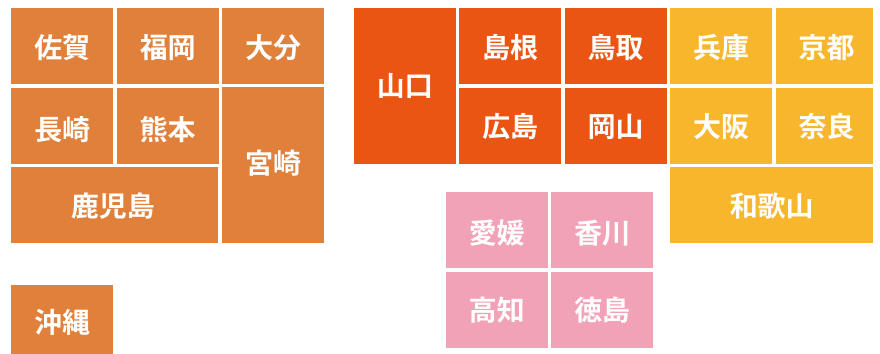 佐賀
福岡
大分
長崎
熊本
宮崎
鹿児島
沖縄
山口
島根
鳥取
広島
岡山
兵庫
京都
大阪
奈良
和歌山
愛媛
香川
高知
徳島